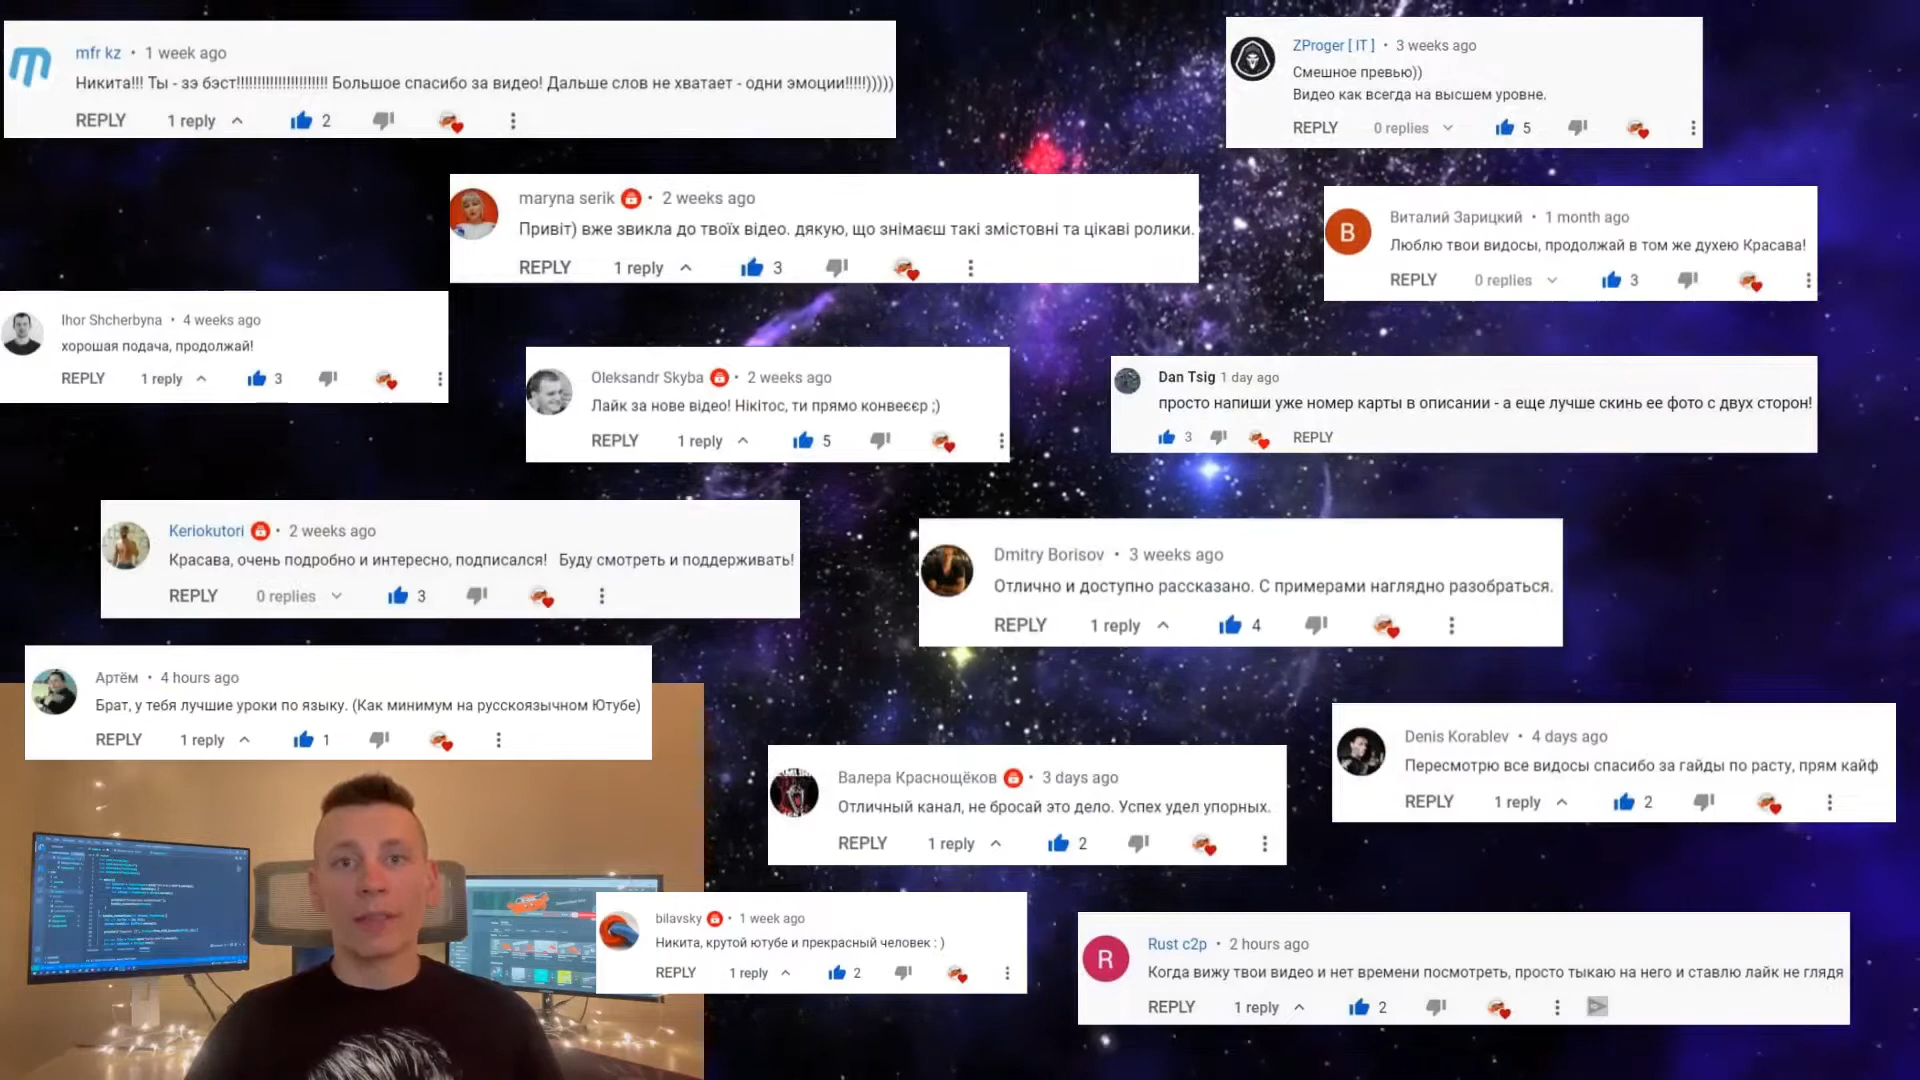 mfr kz • 1 week ago
Никита!!! Ты - зэ бэст!!!!!!!!!!!!!!!!!!!!!! Большое спасибо за видео! Дальше слов не хватает - одни эмоции!!!!!)))))
REPLY 1 reply 2
ZProger [ IT ] • 3 weeks ago
Смешное превью))
Видео как всегда на высшем уровне.
REPLY 0 replies 5
maryna serik • 2 weeks ago
Привіт) вже звикла до твоїх відео. дякую, що знімаєш такі змістовні та цікаві ролики.
REPLY 1 reply 3
В
Виталий Зарицкий • 1 month ago
Люблю твои видосы, продолжай в том же духею Красава!
REPLY 0 replies 3
Ihor Shcherbyna • 4 weeks ago
хорошая подача, продолжай!
REPLY 1 reply 3
Oleksandr Skyba • 2 weeks ago
Лайк за нове відео! Нікітос, ти прямо конвеєєр ;)
REPLY 1 reply 5
Dan Tsig 1 day ago
просто напиши уже номер карты в описании - а еще лучше скинь ее фото с двух сторон!
3 REPLY
Keriokutori • 2 weeks ago
Красава, очень подробно и интересно, подписался! Буду смотреть и поддерживать!
REPLY 0 replies 3
Dmitry Borisov • 3 weeks ago
Отлично и доступно рассказано. С примерами наглядно разобраться.
REPLY 1 reply 4
Артём • 4 hours ago
Брат, у тебя лучшие уроки по языку. (Как минимум на русскоязычном Ютубе)
REPLY 1 reply 1
Denis Korablev • 4 days ago
Пересмотрю все видосы спасибо за гайды по расту, прям кайф
REPLY 1 reply 2
Валера Краснощёков • 3 days ago
Отличный канал, не бросай это дело. Успех удел упорных.
REPLY 1 reply 2
bilavsky • 1 week ago
Никита, крутой ютубе и прекрасный человек : )
REPLY 1 reply 2
R
Rust c2p • 2 hours ago
Когда вижу твои видео и нет времени посмотреть, просто тыкаю на него и ставлю лайк не глядя
REPLY 1 reply 2